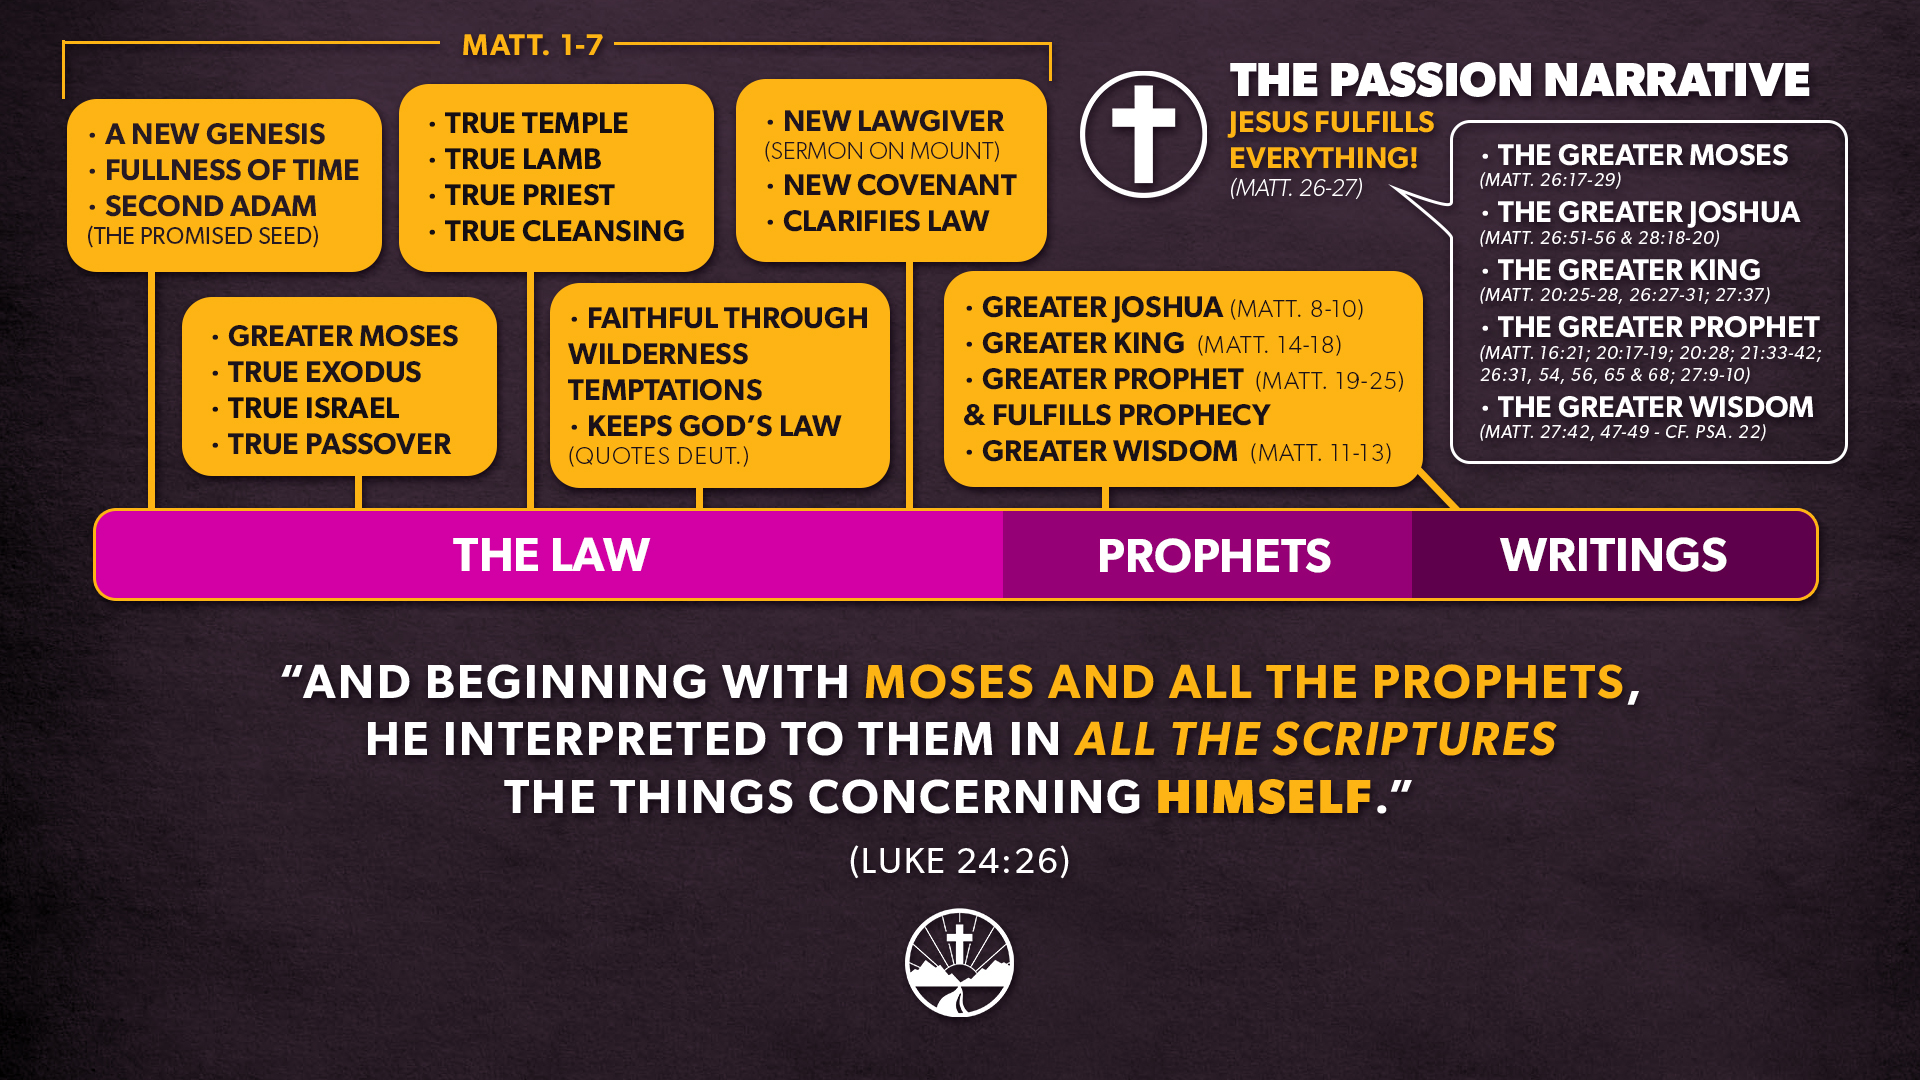 MATT. 1-7
· A NEW GENESIS
· FULLNESS OF TIME
· SECOND ADAM
(THE PROMISED SEED)
· TRUE TEMPLE
· TRUE LAMB
· TRUE PRIEST
· TRUE CLEANSING
· NEW LAWGIVER
(SERMON ON MOUNT)
· NEW COVENANT
· CLARIFIES LAW
THE PASSION NARRATIVE
JESUS FULFILLS
EVERYTHING!
(MATT. 26-27)
· THE GREATER MOSES
(MATT. 26:17-29)
· THE GREATER JOSHUA
(MATT. 26:51-56 & 28:18-20)
· THE GREATER KING
(MATT. 20:25-28, 26:27-31; 27:37)
· THE GREATER PROPHET
(MATT. 16:21; 20:17-19; 20:28; 21:33-42;
26:31, 54, 56, 65 & 68; 27:9-10)
· THE GREATER WISDOM
(MATT. 27:42, 47-49 - CF. PSA. 22)
· GREATER MOSES
· TRUE EXODUS
· TRUE ISRAEL
· TRUE PASSOVER
· FAITHFUL THROUGH
WILDERNESS
TEMPTATIONS
· KEEPS GOD'S LAW
(QUOTES DEUT.)
· GREATER JOSHUA (MATT. 8-10)
· GREATER KING (MATT. 14-18)
· GREATER PROPHET (MATT. 19-25)
& FULFILLS PROPHECY
· GREATER WISDOM (MATT. 11-13)
THE LAW
PROPHETS
WRITINGS
“AND BEGINNING WITH MOSES AND ALL THE PROPHETS,
HE INTERPRETED TO THEM IN ALL THE SCRIPTURES
THE THINGS CONCERNING HIMSELF.”
(LUKE 24:26)